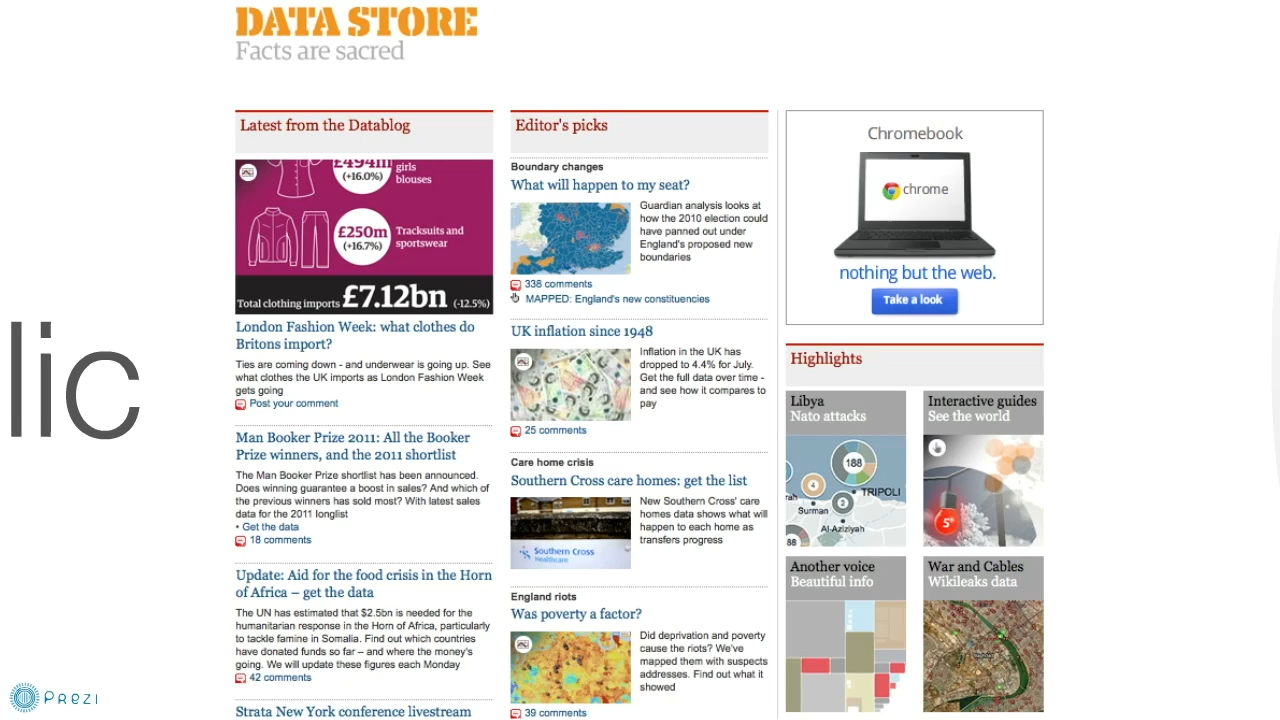 DATA STORE
Facts are sacred
lic
Latest from the Datablog
£494m
(+16.0%)
girls
blouses
£250m
(+16.7%)
Tracksuits and
sportswear
Total clothing imports £7.12bn (-12.5%)
London Fashion Week: what clothes do
Britons import?
Ties are coming down - and underwear is going up. See
what clothes the UK imports as London Fashion Week
gets going
Post your comment
Man Booker Prize 2011: All the Booker
Prize winners, and the 2011 shortlist
The Man Booker Prize shortlist has been announced.
Does winning guarantee a boost in sales? And which of
the previous winners has sold most? With latest sales
data for the 2011 longlist
• Get the data
18 comments
Update: Aid for the food crisis in the Horn
of Africa – get the data
The UN has estimated that $2.5bn is needed for the
humanitarian response in the Horn of Africa, particularly
to tackle famine in Somalia. Find out which countries
have donated funds so far – and where the money's
going. We will update these figures each Monday
42 comments
Strata New York conference livestream
Editor's picks
Boundary changes
What will happen to my seat?
Guardian analysis looks at
how the 2010 election could
have panned out under
England's proposed new
boundaries
338 comments
MAPPED: England's new constituencies
UK inflation since 1948
Inflation in the UK has
dropped to 4.4% for July.
Get the full data over time -
and see how it compares to
pay
25 comments
Care home crisis
Southern Cross care homes: get the list
New Southern Cross' care
homes data shows what will
happen to each home as
transfers progress
Southern Cross
Healthcare
England riots
Was poverty a factor?
Did deprivation and poverty
cause the riots? We've
mapped them with suspects
addresses. Find out what it
showed
39 comments
Chromebook
chrome
nothing but the web.
Take a look
Highlights
Libya
Nato attacks
188
4
TRIPOLI
rah
Surman
2
Al-Aziziyah
68
Interactive guides
See the world
5°
Another voice
Beautiful info
War and Cables
Wikileaks data
PREZI